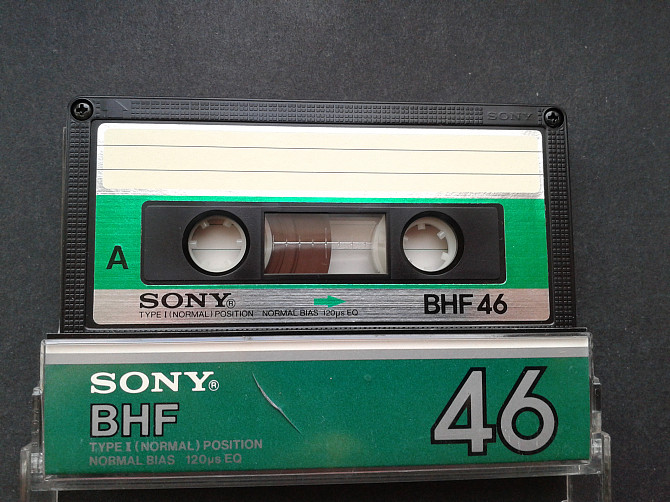 SONY
A
SONY®
BHF 46
TYPE I (NORMAL) POSITION NORMAL BIAS 120µs EQ
SONY®
BHF
46
TYPE I (NORMAL) POSITION
NORMAL BIAS 120µs EQ